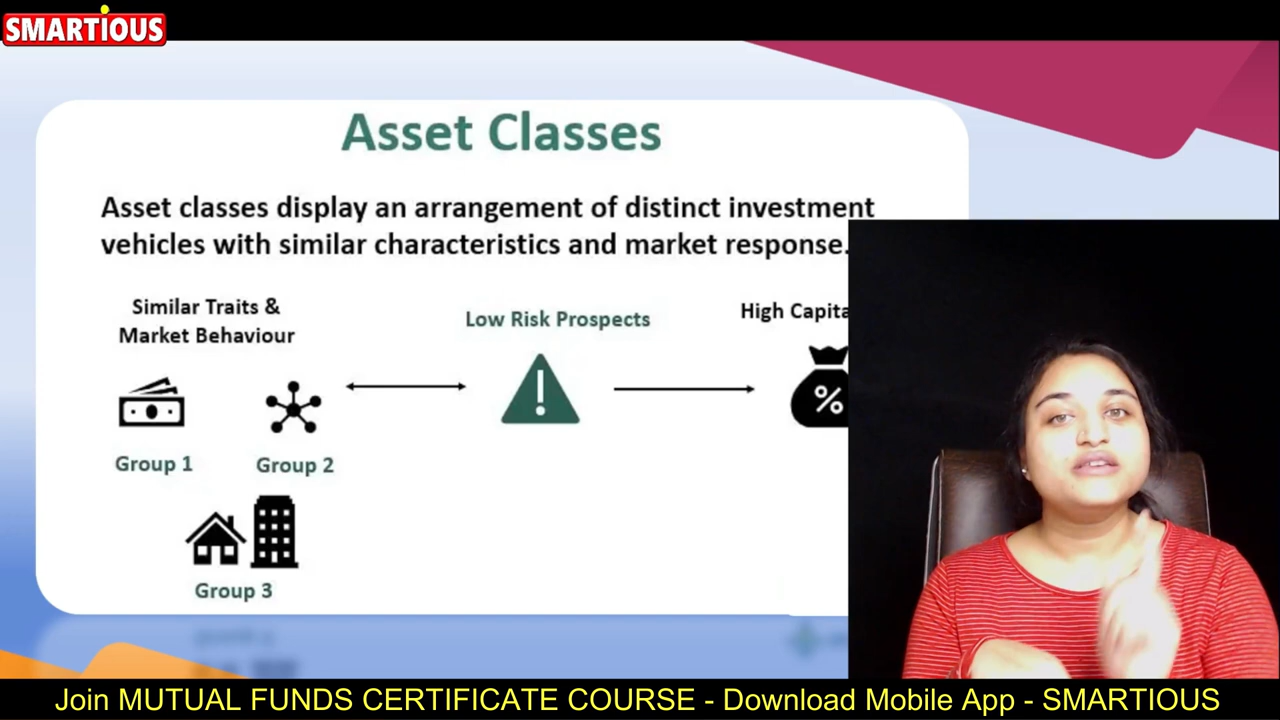 SMARTIOUS
Asset Classes
Asset classes display an arrangement of distinct investment
vehicles with similar characteristics and market response.
Similar Traits &
Market Behaviour
Low Risk Prospects
High Capita
%
Group 1
Group 2
Group 3
Join MUTUAL FUNDS CERTIFICATE COURSE - Download Mobile App - SMARTIOUS